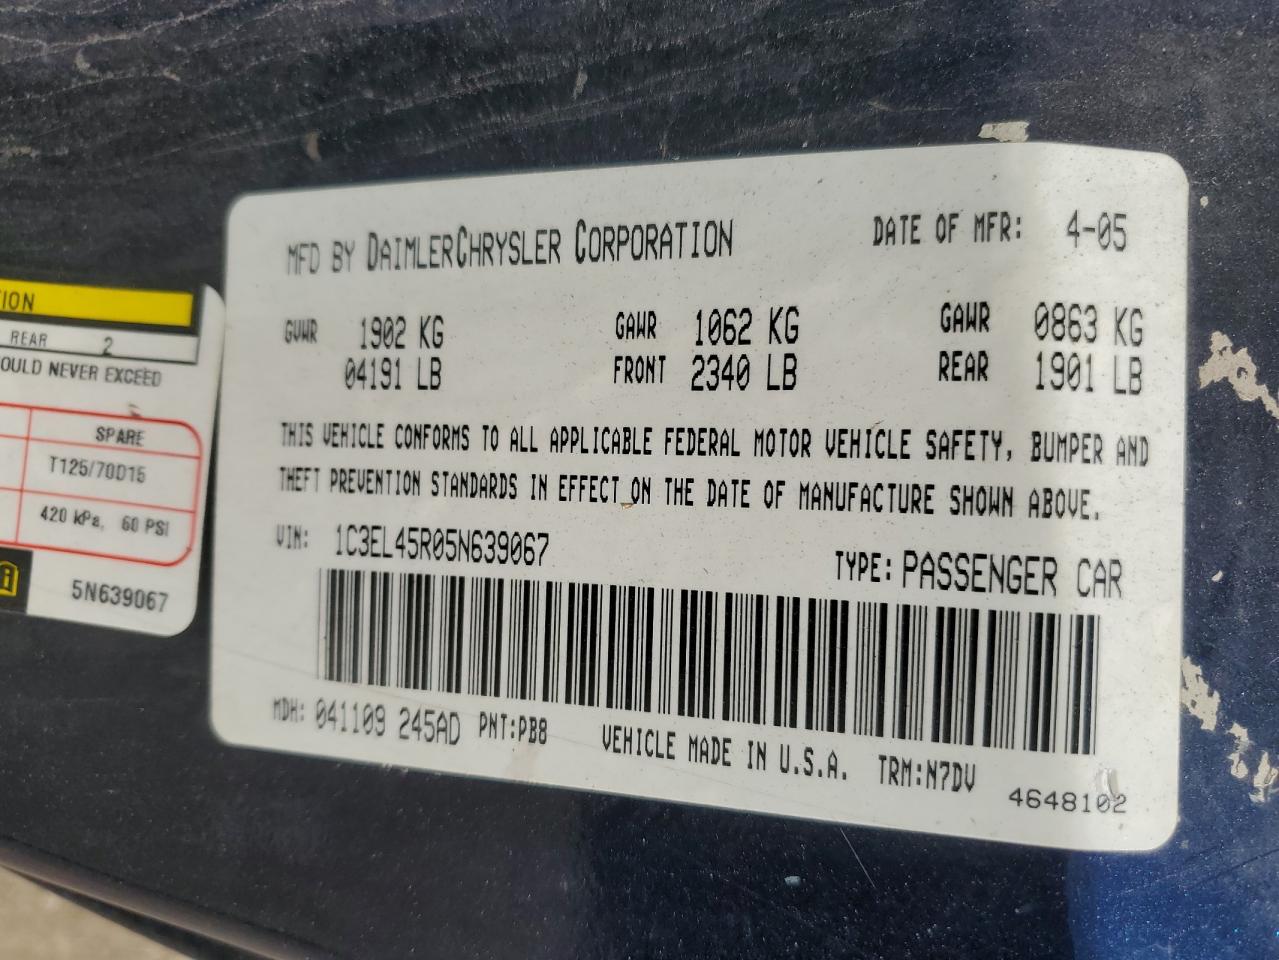 MFD BY DAIMLERCHRYSLER CORPORATION DATE OF MFR: 4-05
GVWR 1902 KG GAWR 1062 KG GAWR 0863 KG
04191 LB FRONT 2340 LB REAR 1901 LB
THIS VEHICLE CONFORMS TO ALL APPLICABLE FEDERAL MOTOR VEHICLE SAFETY, BUMPER AND
THEFT PREVENTION STANDARDS IN EFFECT ON THE DATE OF MANUFACTURE SHOWN ABOVE.
VIN: 1C3EL45R05N639067 TYPE: PASSENGER CAR
MDH: 041109 245AD PNT:PB8 VEHICLE MADE IN U.S.A. TRM:N7DV
4648102
REAR 2
NEVER EXCEED
SPARE
T125/70D15
420 kPa, 60 PSI
5N639067